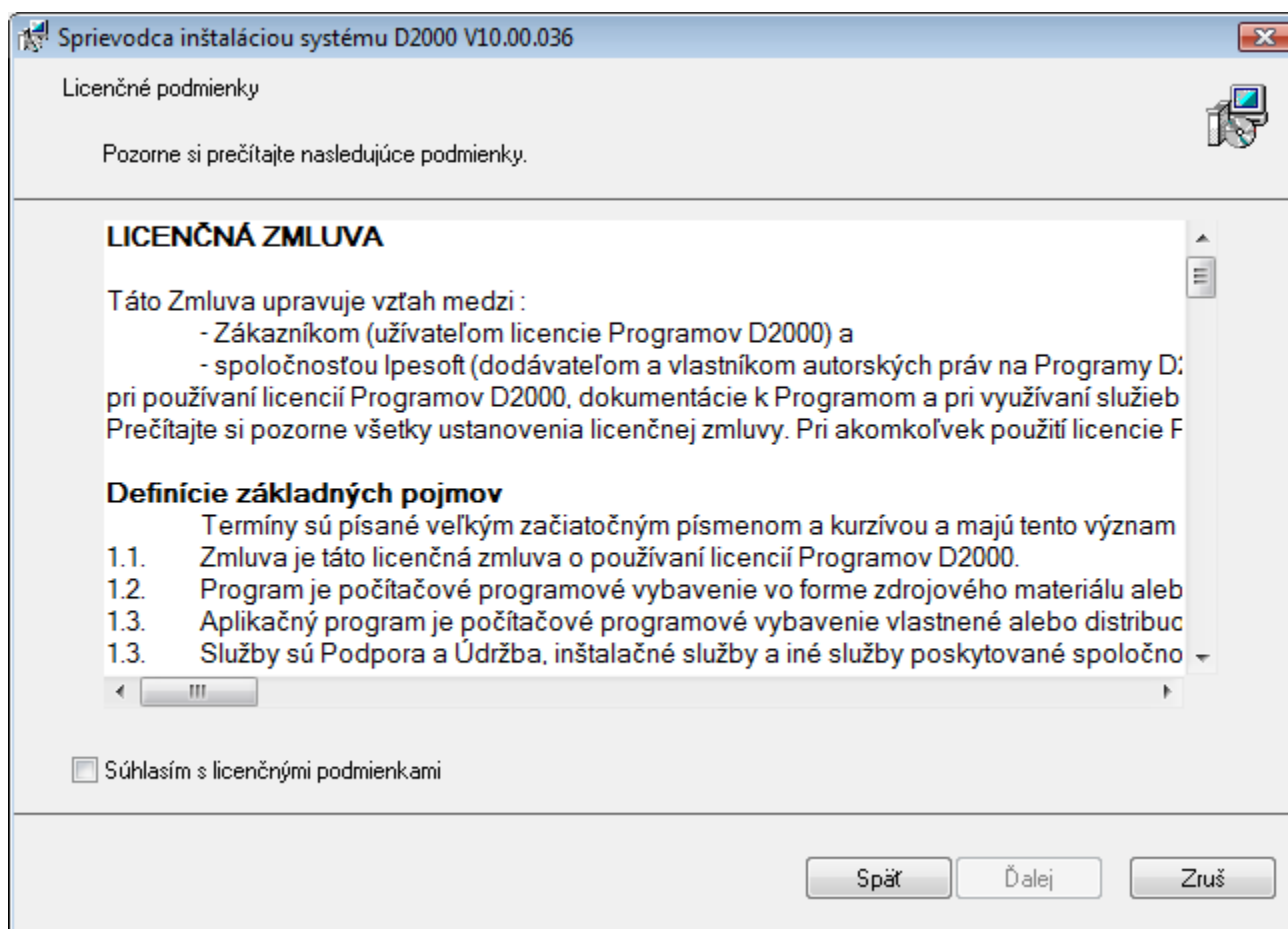 Sprievodca inštaláciou systému D2000 V10.00.036
Licenčné podmienky
Pozorne si prečítajte nasledujúce podmienky.
LICENČNÁ ZMLUVA
Táto Zmluva upravuje vzťah medzi :
- Zákazníkom (užívateľom licencie Programov D2000) a
- spoločnosťou Ipesoft (dodávateľom a vlastníkom autorských práv na Programy
pri používaní licencií Programov D2000, dokumentácie k Programom a pri využívaní služieb
Prečítajte si pozorne všetky ustanovenia licenčnej zmluvy. Pri akomkoľvek použití licencie
Definície základných pojmov
Termíny sú písané veľkým začiatočným písmenom a kurzívou a majú tento význam
1.1. Zmluva je táto licenčná zmluva o používaní licencií Programov D2000.
1.2. Program je počítačové programové vybavenie vo forme zdrojového materiálu aleb
1.3. Aplikačný program je počítačové programové vybavenie vlastnené alebo distribuc
1.3. Služby sú Podpora a Údržba, inštalačné služby a iné služby poskytované spoločno
Súhlasím s licenčnými podmienkami
Späť Ďalej Zruš